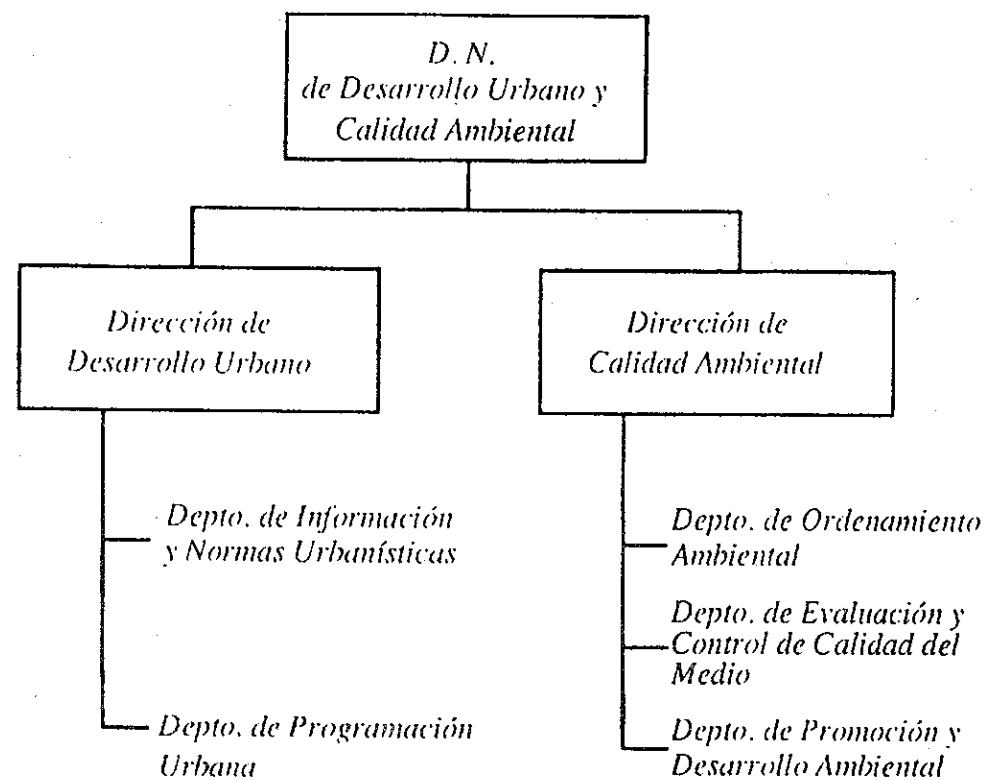 D. N.
de Desarrollo Urbano y
Calidad Ambiental
Dirección de
Desarrollo Urbano
Dirección de
Calidad Ambiental
Depto. de Información
y Normas Urbanísticas
Depto. de Programación
Urbana
Depto. de Ordenamiento
Ambiental
Depto. de Evaluación y
Control de Calidad del
Medio
Depto. de Promoción y
Desarrollo Ambiental